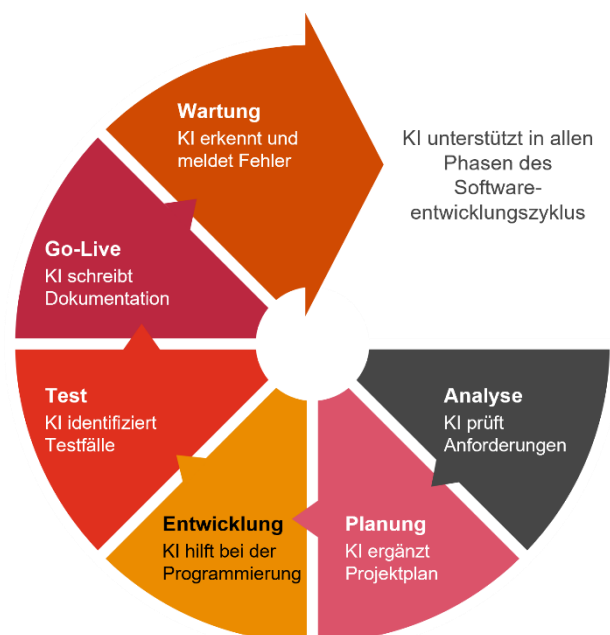 Wartung
KI erkennt und
meldet Fehler
KI unterstützt in allen
Phasen des
Software-
entwicklungszyklus
Go-Live
KI schreibt
Dokumentation
Test
KI identifiziert
Testfälle
Entwicklung
KI hilft bei der
Programmierung
Planung
KI ergänzt
Projektplan
Analyse
KI prüft
Anforderungen